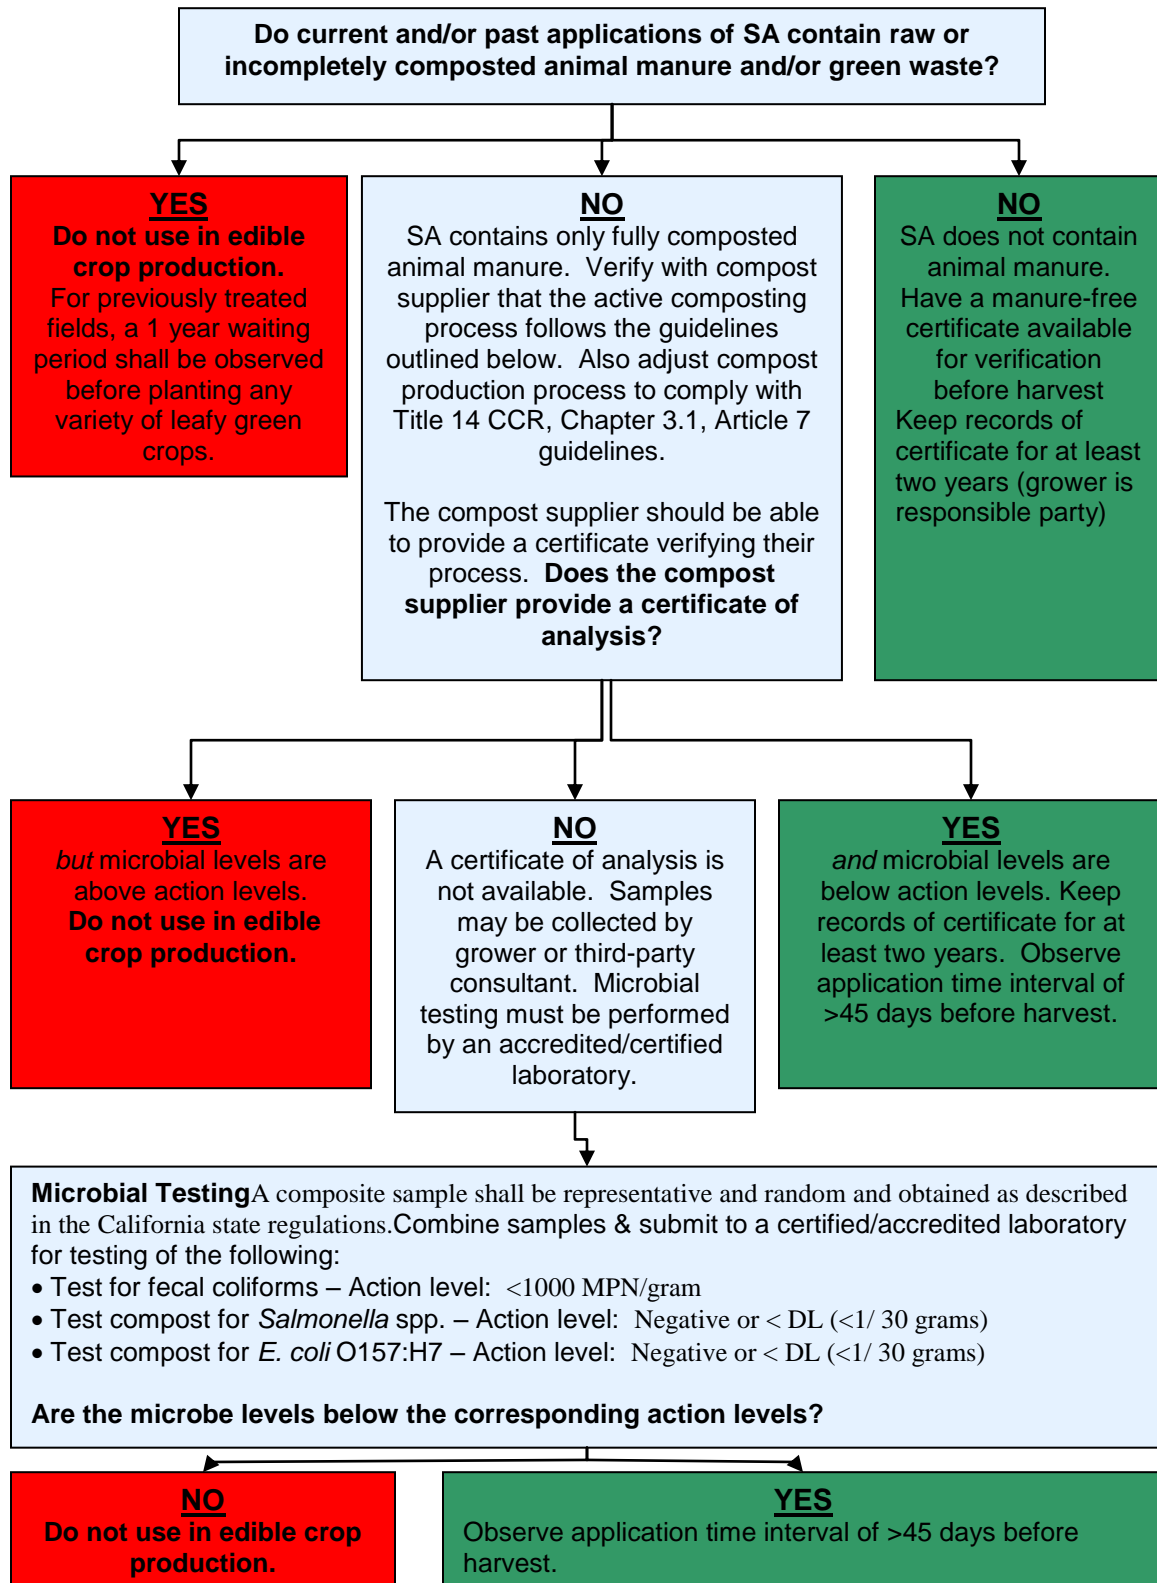 Do current and/or past applications of SA contain raw or
incompletely composted animal manure and/or green waste?
YES
Do not use in edible
crop production.
For previously treated
fields, a 1 year waiting
period shall be observed
before planting any
variety of leafy green
crops.
NO
SA contains only fully composted
animal manure.  Verify with compost
supplier that the active composting
process follows the guidelines
outlined below.  Also adjust compost
production process to comply with
Title 14 CCR, Chapter 3.1, Article 7
guidelines.
The compost supplier should be able
to provide a certificate verifying their
process.  Does the compost
supplier provide a certificate of
analysis?
NO
SA does not contain
animal manure.
Have a manure-free
certificate available
for verification
before harvest
Keep records of
certificate for at least
two years (grower is
responsible party)
YES
but microbial levels are
above action levels.
Do not use in edible
crop production.
NO
A certificate of analysis is
not available.  Samples
may be collected by
grower or third-party
consultant.  Microbial
testing must be performed
by an accredited/certified
laboratory.
YES
and microbial levels are
below action levels. Keep
records of certificate for at
least two years.  Observe
application time interval of
>45 days before harvest.
Microbial TestingA composite sample shall be representative and random and obtained as described
in the California state regulations.Combine samples & submit to a certified/accredited laboratory
for testing of the following:
• Test for fecal coliforms – Action level:  <1000 MPN/gram
• Test compost for Salmonella spp. – Action level:  Negative or < DL (<1/ 30 grams)
• Test compost for E. coli O157:H7 – Action level:  Negative or < DL (<1/ 30 grams)
Are the microbe levels below the corresponding action levels?
NO
Do not use in edible crop
production.
YES
Observe application time interval of >45 days before
harvest.